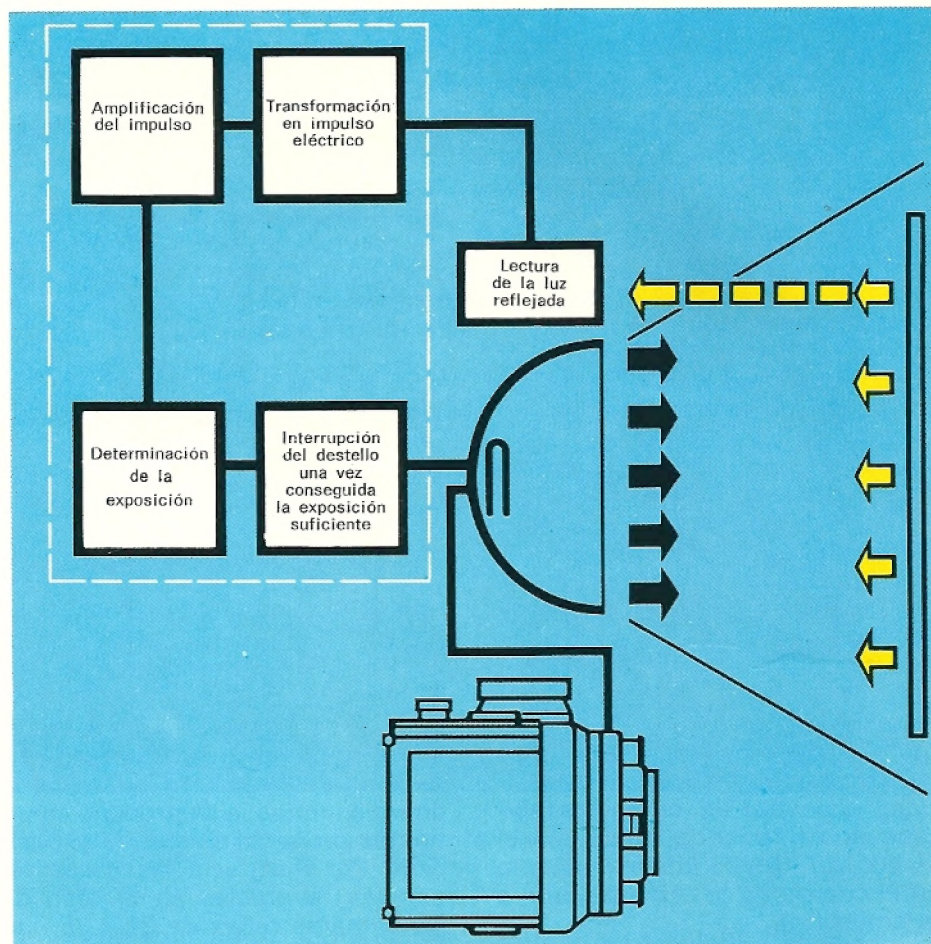 Amplificación
del impulso
Transformación
en impulso
eléctrico
Lectura
de la luz
reflejada
Determinación
de la
exposición
Interrupción
del destello
una vez
conseguida
la exposición
suficiente